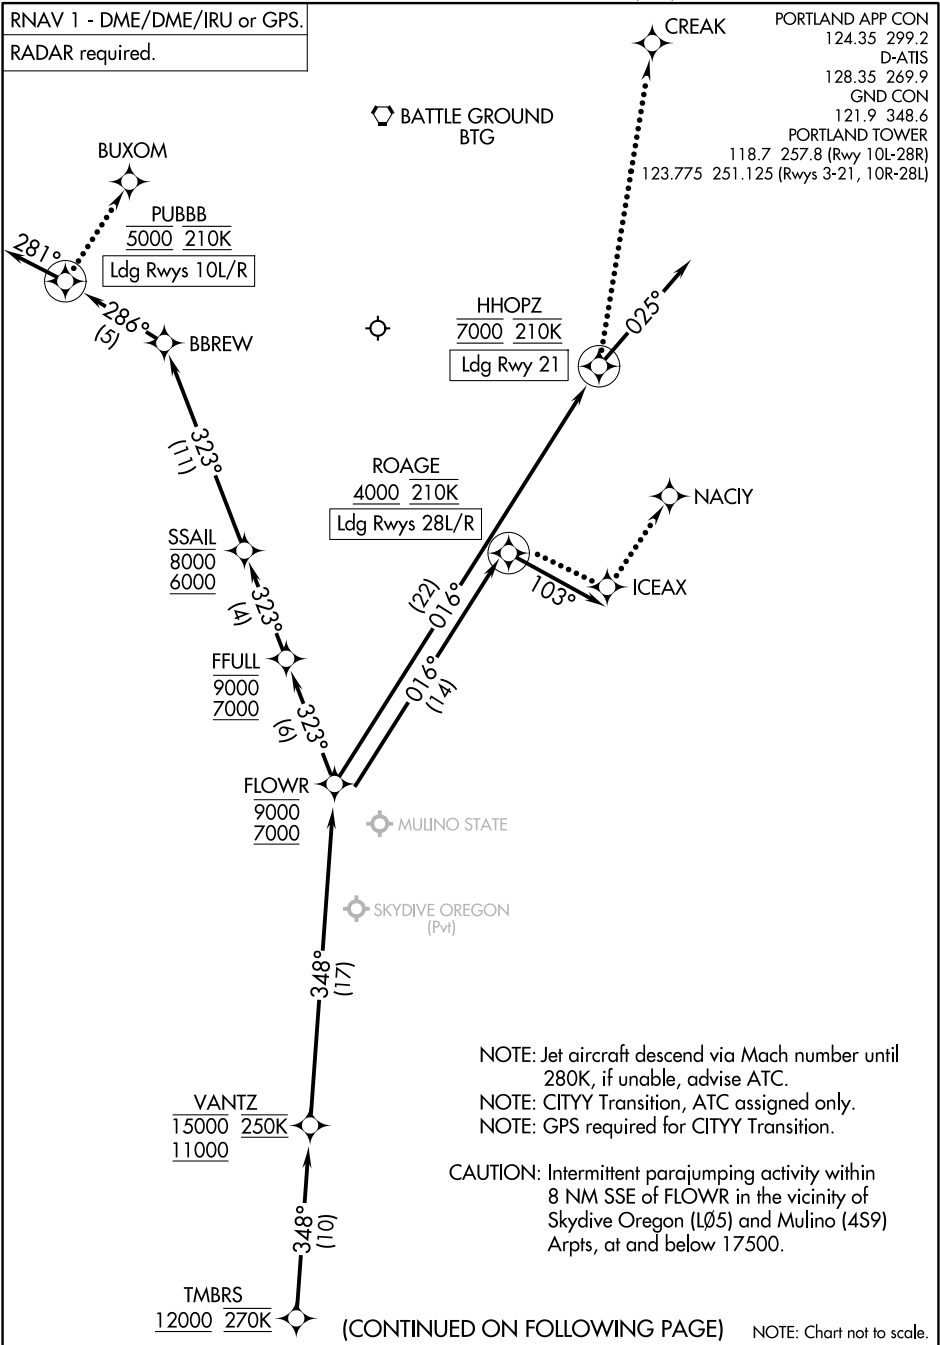 RNAV 1 - DME/DME/IRU or GPS.
RADAR required.
CREAK
PORTLAND APP CON
124.35 299.2
D-ATIS
128.35 269.9
GND CON
121.9 348.6
PORTLAND TOWER
118.7 257.8 (Rwy 10L-28R)
123.775 251.125 (Rwys 3-21, 10R-28L)
BATTLE GROUND
BTG
BUXOM
PUBBB
5000 210K
Ldg Rwys 10L/R
281°
286°
(5)
BBREW
HHOPZ
7000 210K
Ldg Rwy 21
025°
323°
(11)
ROAGE
4000 210K
Ldg Rwys 28L/R
NACIY
103°
ICEAX
SSAIL
8000
6000
323°
(4)
(22)
016°
016°
(14)
FFULL
9000
7000
323°
(6)
FLOWR
9000
7000
MULINO STATE
SKYDIVE OREGON
(Pvt)
348°
(17)
NOTE: Jet aircraft descend via Mach number until
280K, if unable, advise ATC.
NOTE: CITYY Transition, ATC assigned only.
NOTE: GPS required for CITYY Transition.
VANTZ
15000 250K
11000
CAUTION: Intermittent parajumping activity within
8 NM SSE of FLOWR in the vicinity of
Skydive Oregon (LØ5) and Mulino (4S9)
Arpts, at and below 17500.
348°
(10)
TMBRS
12000 270K
(CONTINUED ON FOLLOWING PAGE)
NOTE: Chart not to scale.